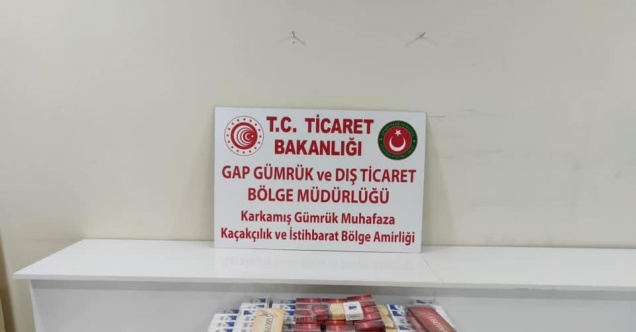 T.C. TİCARET
BAKANLIĞI
GAP GÜMRÜK ve DIŞ TİCARET
BÖLGE MÜDÜRLÜĞÜ
Karkamış Gümrük Muhafaza
Kaçakçılık ve İstihbarat Bölge Amirliği